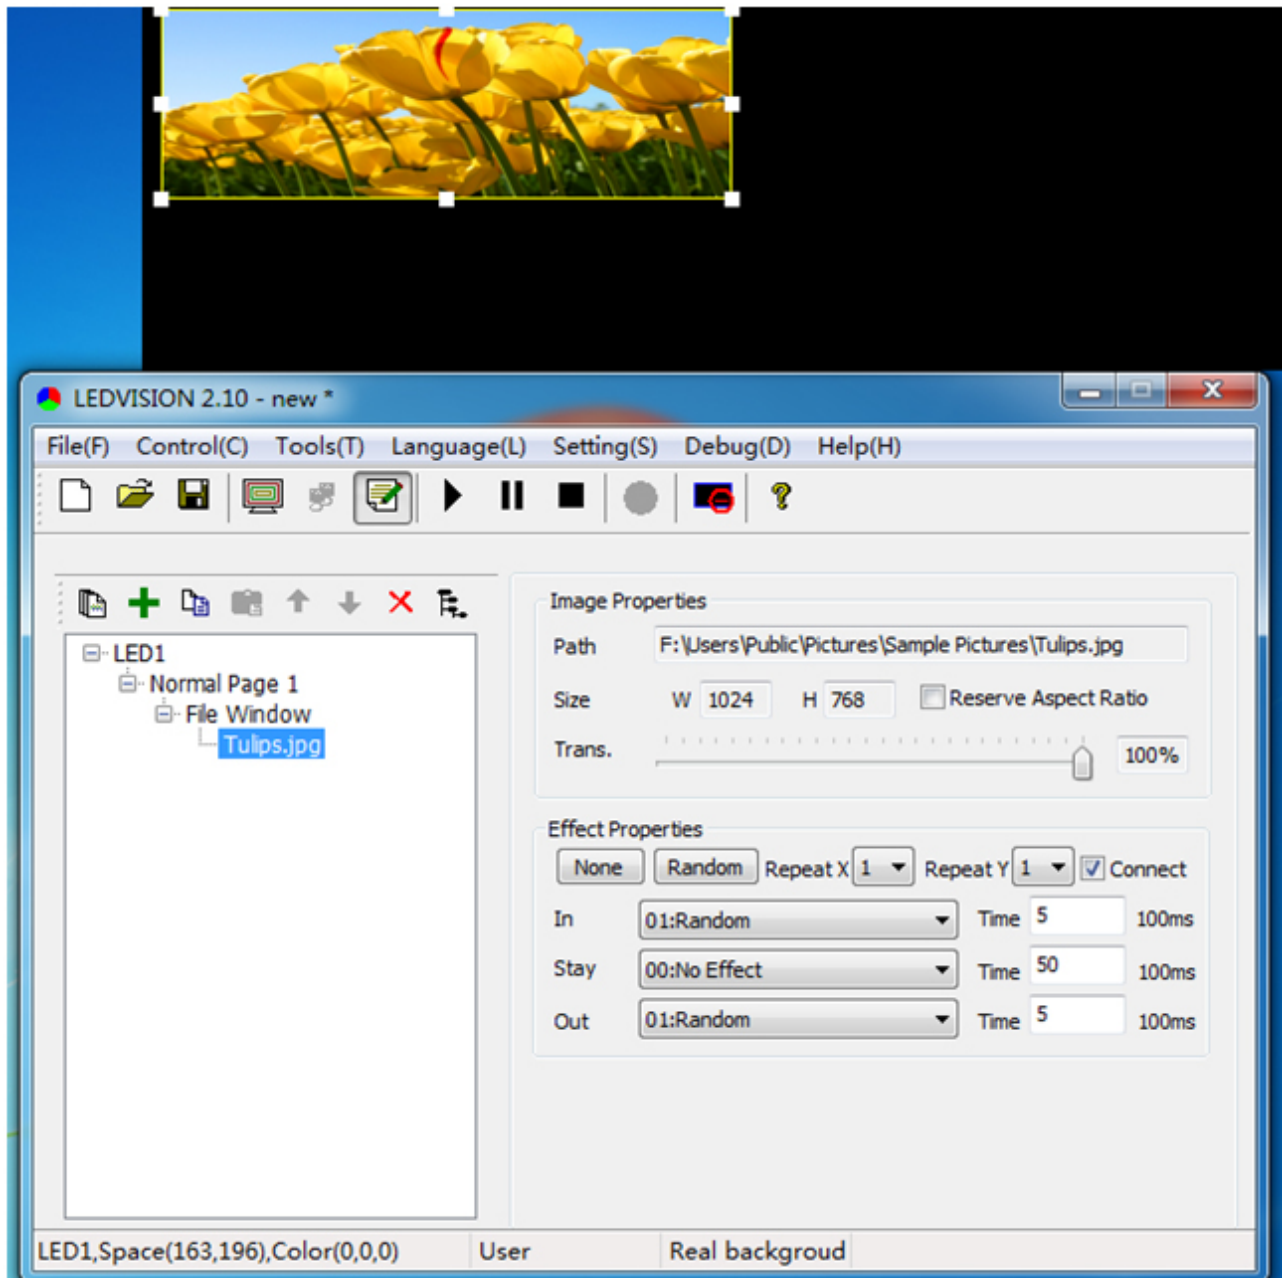 LEDVISION 2.10 - new *
File(F) Control(C) Tools(T) Language(L) Setting(S) Debug(D) Help(H)
LED1
Normal Page 1
File Window
Tulips.jpg
Image Properties
Path F:\Users\Public\Pictures\Sample Pictures\Tulips.jpg
Size W 1024 H 768 Reserve Aspect Ratio
Trans. 100%
Effect Properties
None Random Repeat X 1 Repeat Y 1 Connect
In 01:Random Time 5 100ms
Stay 00:No Effect Time 50 100ms
Out 01:Random Time 5 100ms
LED1,Space(163,196),Color(0,0,0) User Real backgroud